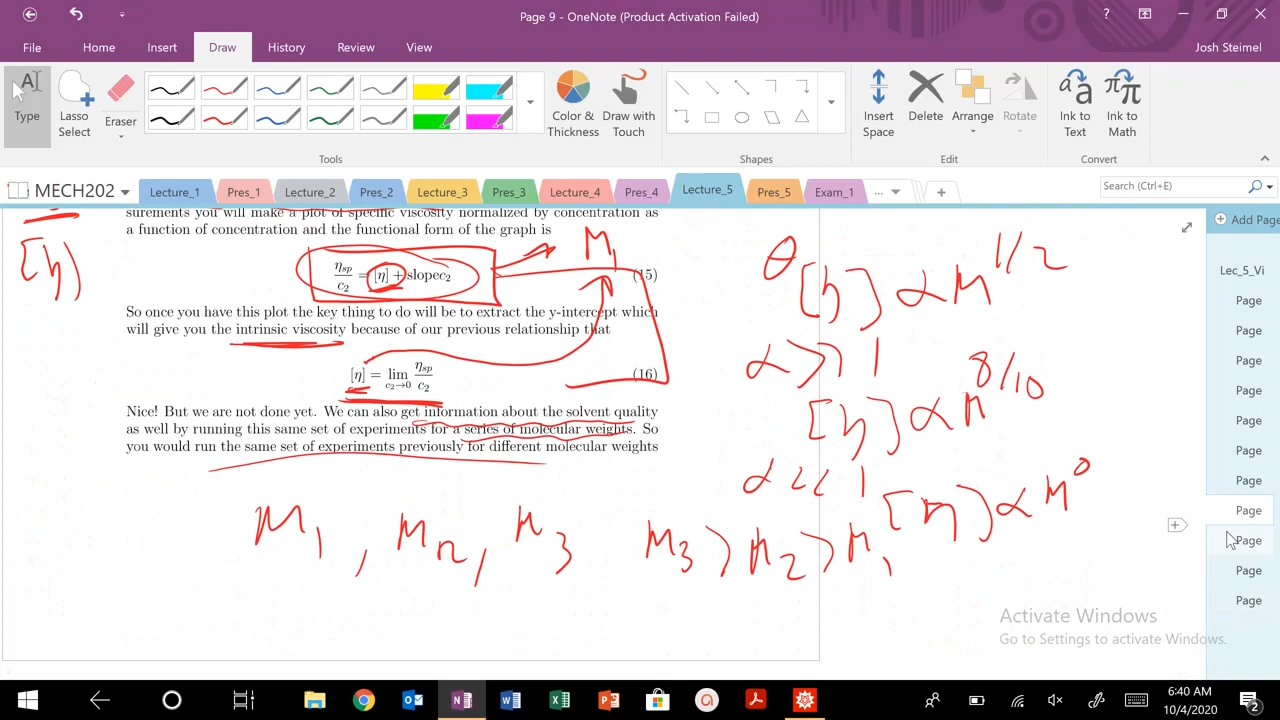 Page 9 - OneNote (Product Activation Failed)
File Home Insert Draw History Review View Josh Steimel
Type Lasso Select Eraser Color & Thickness Draw with Touch Insert Space Delete Arrange Rotate Ink to Text Ink to Math
Tools Shapes Edit Convert
MECH202 Lecture_1 Pres_1 Lecture_2 Pres_2 Lecture_3 Pres_3 Lecture_4 Pres_4 Lecture_5 Pres_5 Exam_1 ... + Search (Ctrl+E)
+ Add Page
Lec_5_Vi
Page
Page
Page
Page
Page
Page
Page
Page
Page
Page
Page
surements you will make a plot of specific viscosity normalized by concentration as
a function of concentration and the functional form of the graph is
[η]
M1
η_sp/c₂ = [η] + slopec₂ (15)
So once you have this plot the key thing to do will be to extract the y-intercept which
will give you the intrinsic viscosity because of our previous relationship that
[η] = lim c₂→0 η_sp/c₂ (16)
Nice! But we are not done yet. We can also get information about the solvent quality
as well by running this same set of experiments for a series of molecular weights. So
you would run the same set of experiments previously for different molecular weights
M1, M2, M3 M3 > M2 > M1
θ [η] ∝ M^1/2
α >> 1
[η] ∝ M^8/10
α << 1 [η] ∝ M^0
Activate Windows
Go to Settings to activate Windows.
6:40 AM
10/4/2020
2